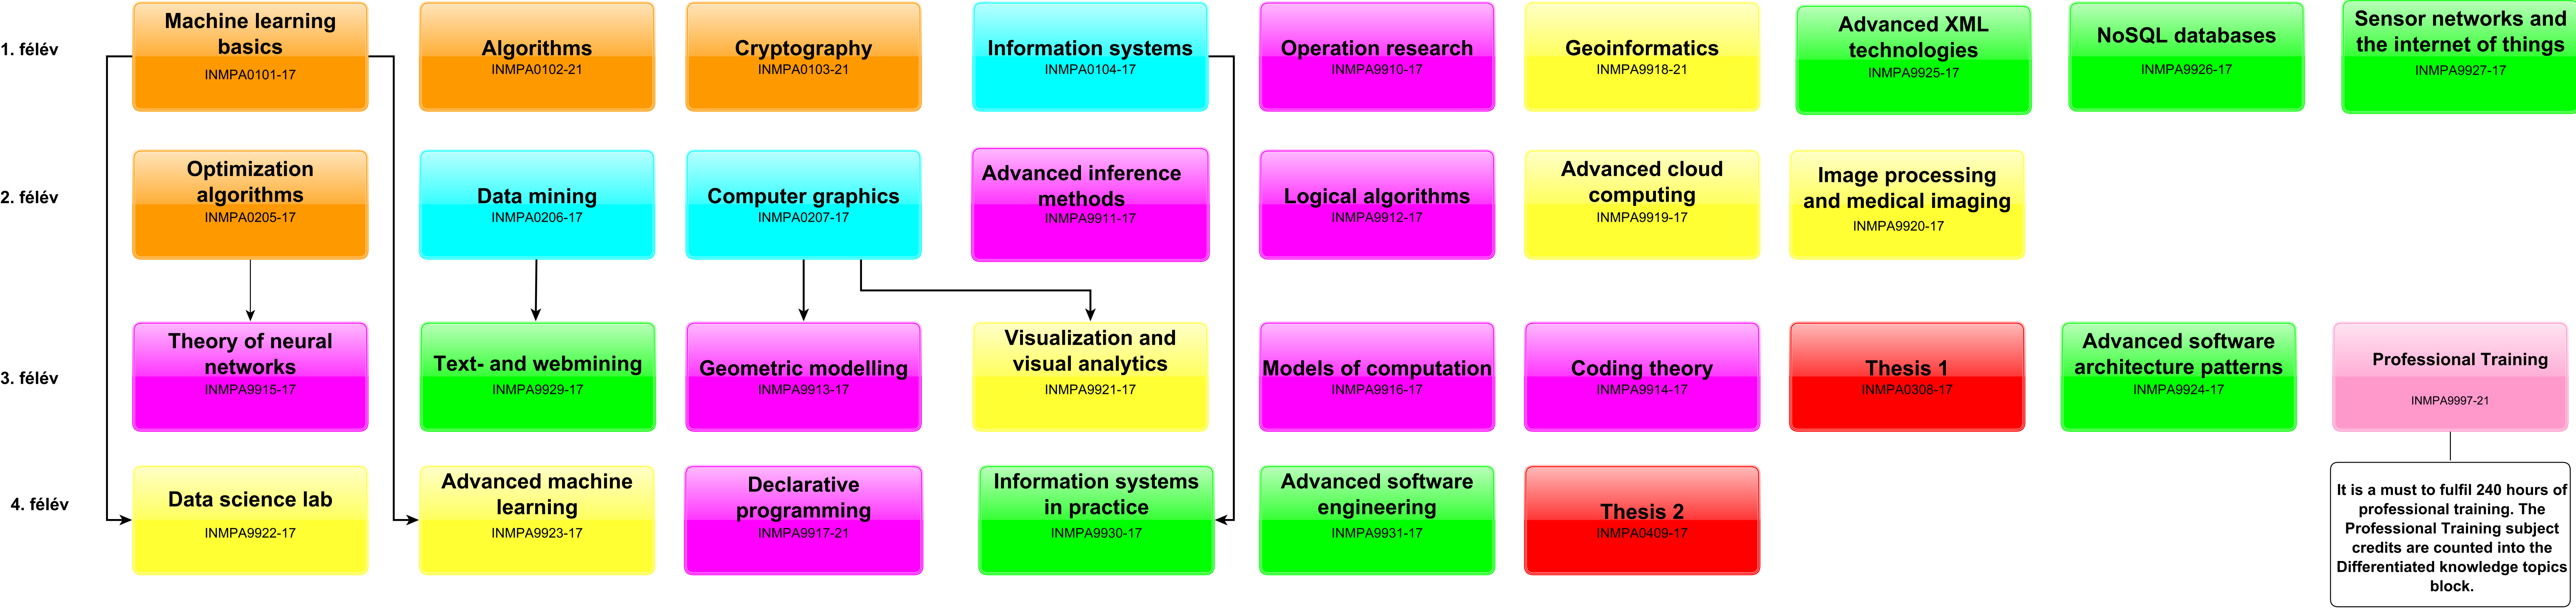 1. félév
Machine learning
basics
INMPA0101-17
Algorithms
INMPA0102-21
Cryptography
INMPA0103-21
Information systems
INMPA0104-17
Operation research
INMPA9910-17
Geoinformatics
INMPA9918-21
Advanced XML
technologies
INMPA9925-17
NoSQL databases
INMPA9926-17
Sensor networks and
the internet of things
INMPA9927-17
2. félév
Optimization
algorithms
INMPA0205-17
Data mining
INMPA0206-17
Computer graphics
INMPA0207-17
Advanced inference
methods
INMPA9911-17
Logical algorithms
INMPA9912-17
Advanced cloud
computing
INMPA9919-17
Image processing
and medical imaging
INMPA9920-17
3. félév
Theory of neural
networks
INMPA9915-17
Text- and webmining
INMPA9929-17
Geometric modelling
INMPA9913-17
Visualization and
visual analytics
INMPA9921-17
Models of computation
INMPA9916-17
Coding theory
INMPA9914-17
Thesis 1
INMPA0308-17
Advanced software
architecture patterns
INMPA9924-17
Professional Training
INMPA9997-21
4. félév
Data science lab
INMPA9922-17
Advanced machine
learning
INMPA9923-17
Declarative
programming
INMPA9917-21
Information systems
in practice
INMPA9930-17
Advanced software
engineering
INMPA9931-17
Thesis 2
INMPA0409-17
It is a must to fulfil 240 hours of
professional training. The
Professional Training subject
credits are counted into the
Differentiated knowledge topics
block.